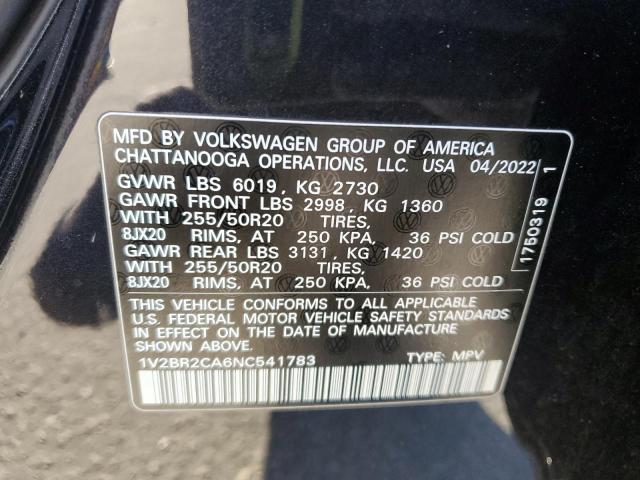 MFD BY VOLKSWAGEN GROUP OF AMERICA
CHATTANOOGA OPERATIONS, LLC. USA 04/2022
GVWR LBS 6019, KG 2730
GAWR FRONT LBS 2998, KG 1360
WITH 255/50R20 TIRES,
8JX20 RIMS, AT 250 KPA, 36 PSI COLD
GAWR REAR LBS 3131, KG 1420
WITH 255/50R20 TIRES,
8JX20 RIMS, AT 250 KPA, 36 PSI COLD
THIS VEHICLE CONFORMS TO ALL APPLICABLE
U.S. FEDERAL MOTOR VEHICLE SAFETY STANDARDS
IN EFFECT ON THE DATE OF MANUFACTURE
SHOWN ABOVE.
1V2BR2CA6NC541783 TYPE: MPV
1750319 1